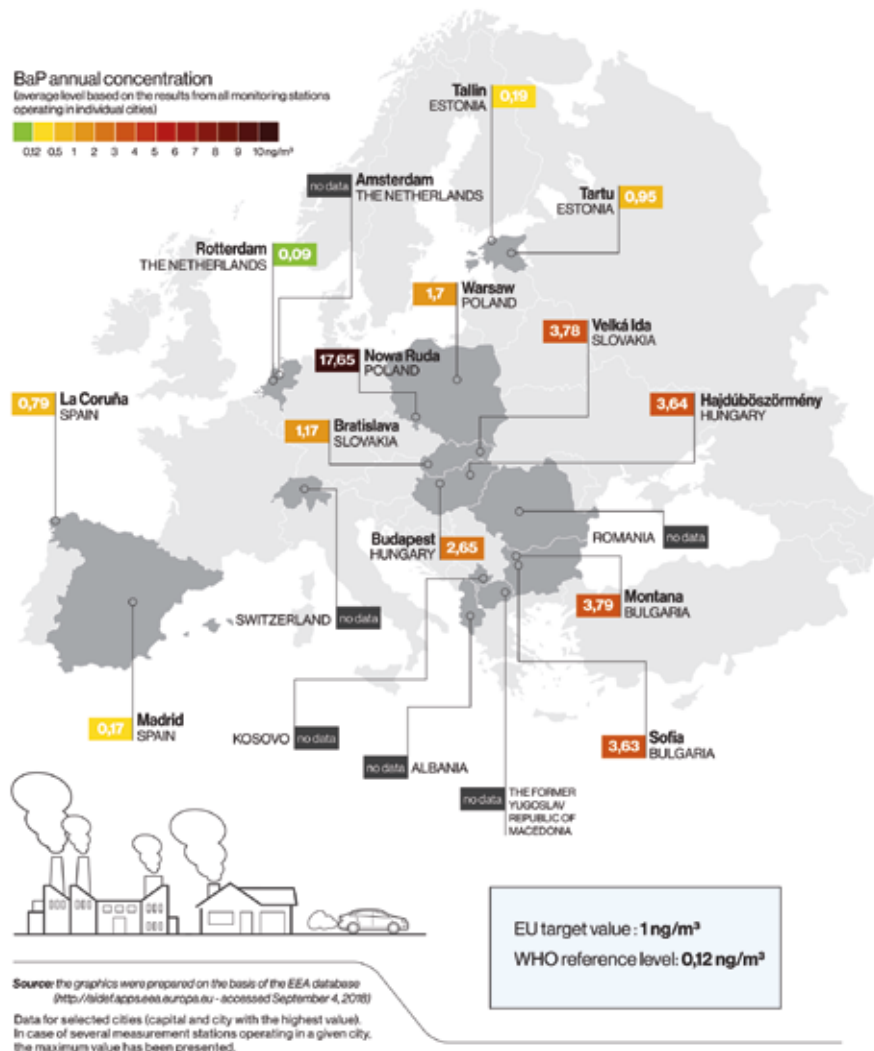 BaP annual concentration
(average level based on the results from all monitoring stations
operating in individual cities)
0,12 0,5 1 2 3 4 5 6 7 8 9 10 ng/m³
Tallin
ESTONIA
0,19
no data
Amsterdam
THE NETHERLANDS
Tartu
ESTONIA
0,95
Rotterdam
THE NETHERLANDS
0,09
1,7
Warsaw
POLAND
3,78
Velká Ida
SLOVAKIA
17,65
Nowa Ruda
POLAND
0,79
La Coruña
SPAIN
1,17
Bratislava
SLOVAKIA
3,64
Hajdúböszörmény
HUNGARY
Budapest
HUNGARY
2,65
ROMANIA
no data
SWITZERLAND
no data
3,79
Montana
BULGARIA
0,17
Madrid
SPAIN
KOSOVO
no data
no data
ALBANIA
3,63
Sofia
BULGARIA
no data
THE FORMER
YUGOSLAV
REPUBLIC OF
MACEDONIA
EU target value : 1 ng/m³
WHO reference level: 0,12 ng/m³
Source: the graphics were prepared on the basis of the EEA database
(http://aidef.apps.eea.europa.eu - accessed September 4, 2018)
Data for selected cities (capital and city with the highest value).
In case of several measurement stations operating in a given city,
the maximum value has been presented.